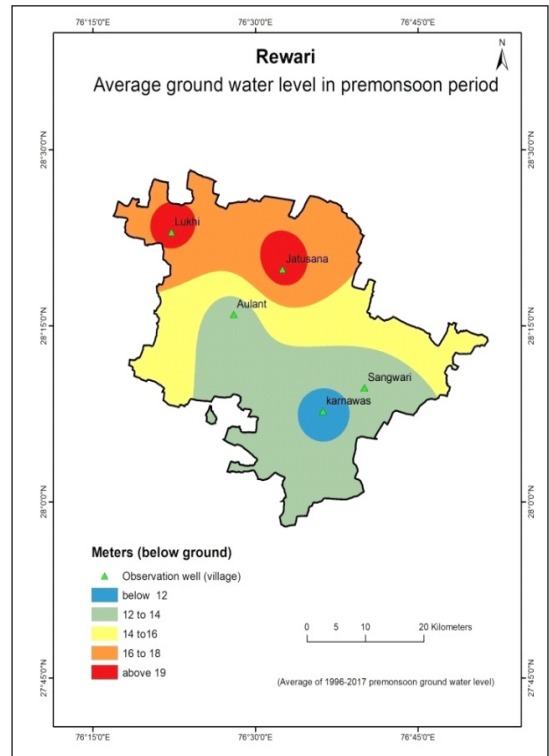 76°15'0"E
76°30'0"E
76°45'0"E
N
Rewari
Average ground water level in premonsoon period
28°30'0"N
28°30'0"N
Lukhi
Jatusana
Aulant
28°15'0"N
28°15'0"N
Sangwari
karnawas
28°0'0"N
28°0'0"N
Meters (below ground)
Observation well (village)
below 12
12 to 14
14 to16
16 to 18
above 19
0 5 10 20 Kilometers
(Average of 1996-2017 premonsoon ground water level)
27°45'0"N
27°45'0"N
76°15'0"E
76°30'0"E
76°45'0"E